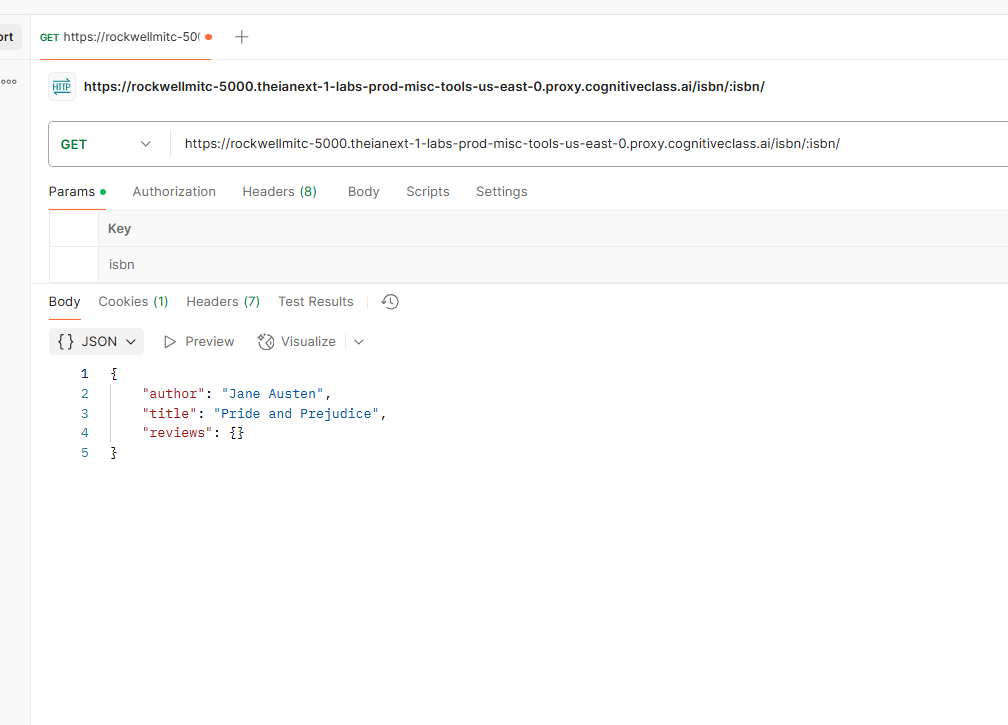 ort
GET https://rockwellmitc-50(
https://rockwellmitc-5000.theianext-1-labs-prod-misc-tools-us-east-0.proxy.cognitiveclass.ai/isbn/:isbn/
HTTP
GET https://rockwellmitc-5000.theianext-1-labs-prod-misc-tools-us-east-0.proxy.cognitiveclass.ai/isbn/:isbn/
Params Authorization Headers (8) Body Scripts Settings
Key
isbn
Body Cookies (1) Headers (7) Test Results
{} JSON Preview Visualize
1 {
2 "author": "Jane Austen",
3 "title": "Pride and Prejudice",
4 "reviews": {}
5 }